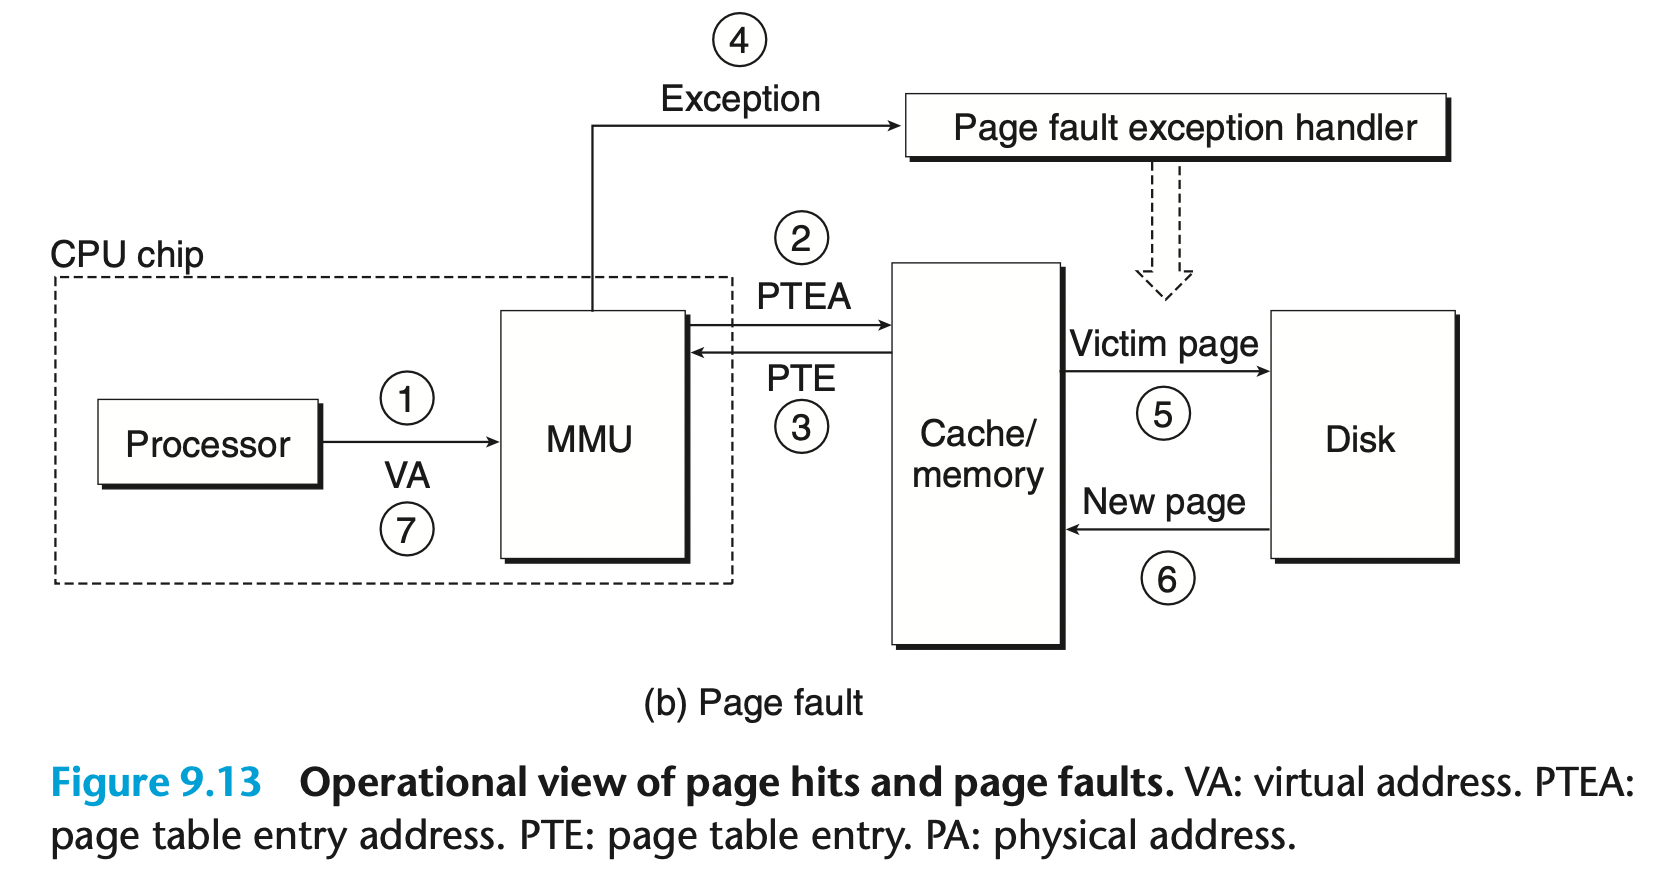 ④
Exception
Page fault exception handler
CPU chip
②
PTEA
PTE
③
①
Processor
VA
⑦
MMU
Cache/
memory
Victim page
⑤
New page
⑥
Disk
(b) Page fault
Figure 9.13 Operational view of page hits and page faults. VA: virtual address. PTEA:
page table entry address. PTE: page table entry. PA: physical address.